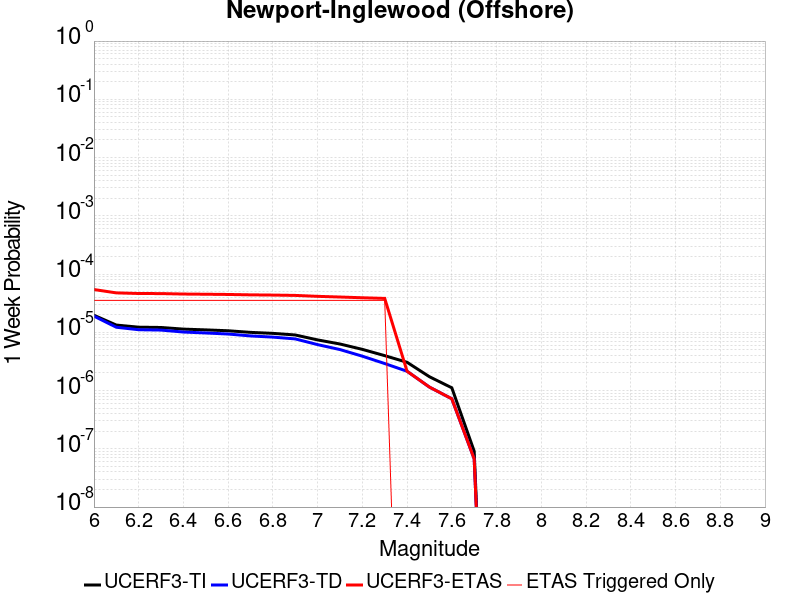 Newport-Inglewood (Offshore)
10^0
10^-1
10^-2
10^-3
10^-4
10^-5
10^-6
10^-7
10^-8
1 Week Probability
6 6.2 6.4 6.6 6.8 7 7.2 7.4 7.6 7.8 8 8.2 8.4 8.6 8.8 9
Magnitude
UCERF3-TI UCERF3-TD UCERF3-ETAS ETAS Triggered Only